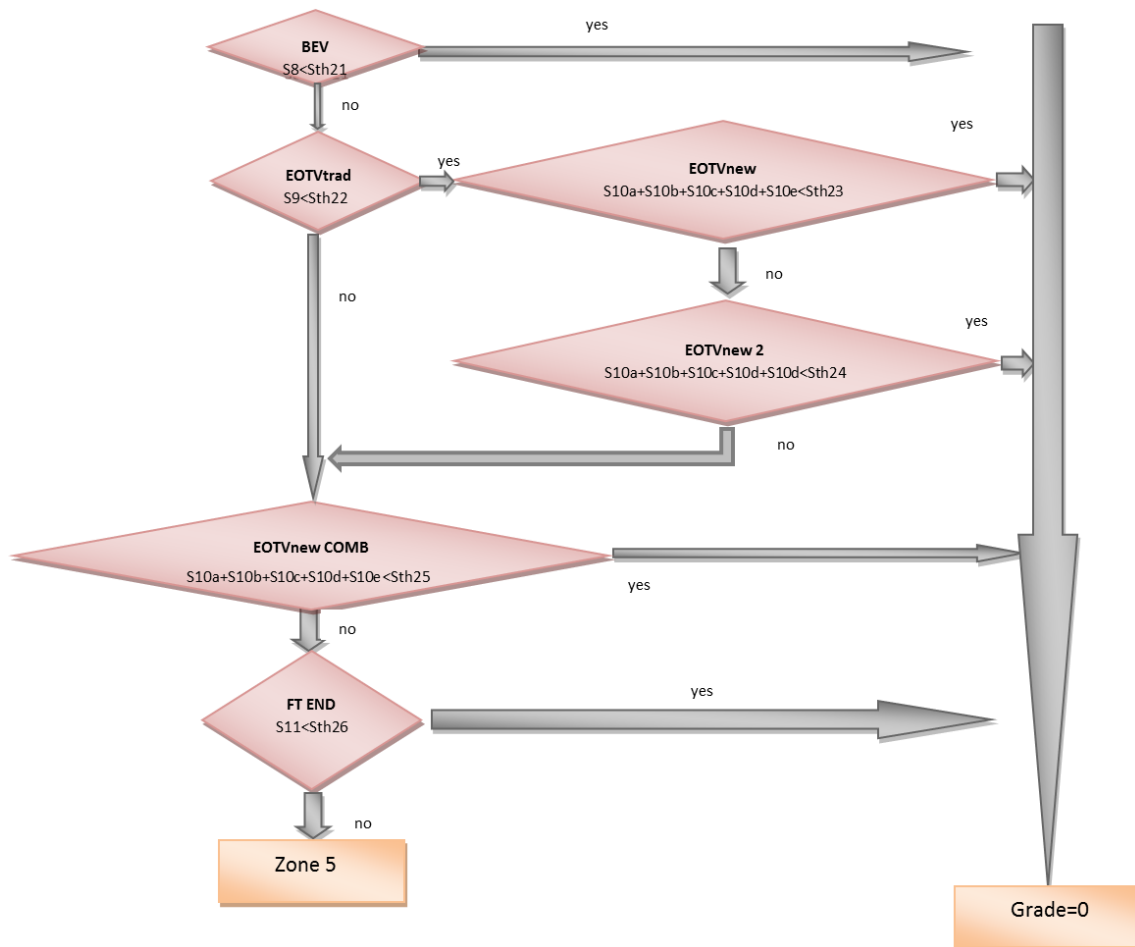 yes
BEV
S8<Sth21
no
yes
EOTVtrad
S9<Sth22
yes
EOTVnew
S10a+S10b+S10c+S10d+S10e<Sth23
no
no
yes
EOTVnew 2
S10a+S10b+S10c+S10d+S10d<Sth24
no
EOTVnew COMB
S10a+S10b+S10c+S10d+S10e<Sth25
yes
no
yes
FT END
S11<Sth26
no
Zone 5
Grade=0